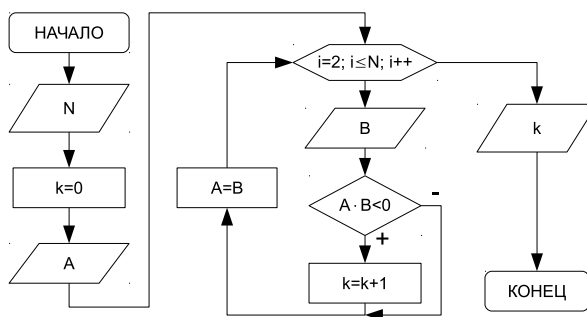 НАЧАЛО
N
k=0
A
i=2; i≤N; i++
B
A · B<0
-
+
k=k+1
A=B
k
КОНЕЦ